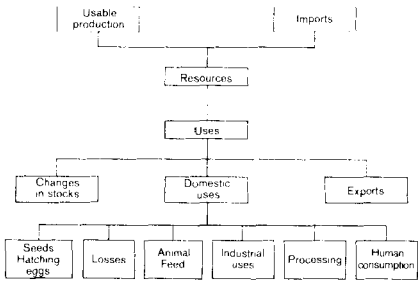 Usable
production
Imports
Resources
Uses
Changes
in stocks
Domestic
uses
Exports
Seeds
Hatching
eggs
Losses
Animal
Feed
Industrial
uses
Processing
Human
consumption